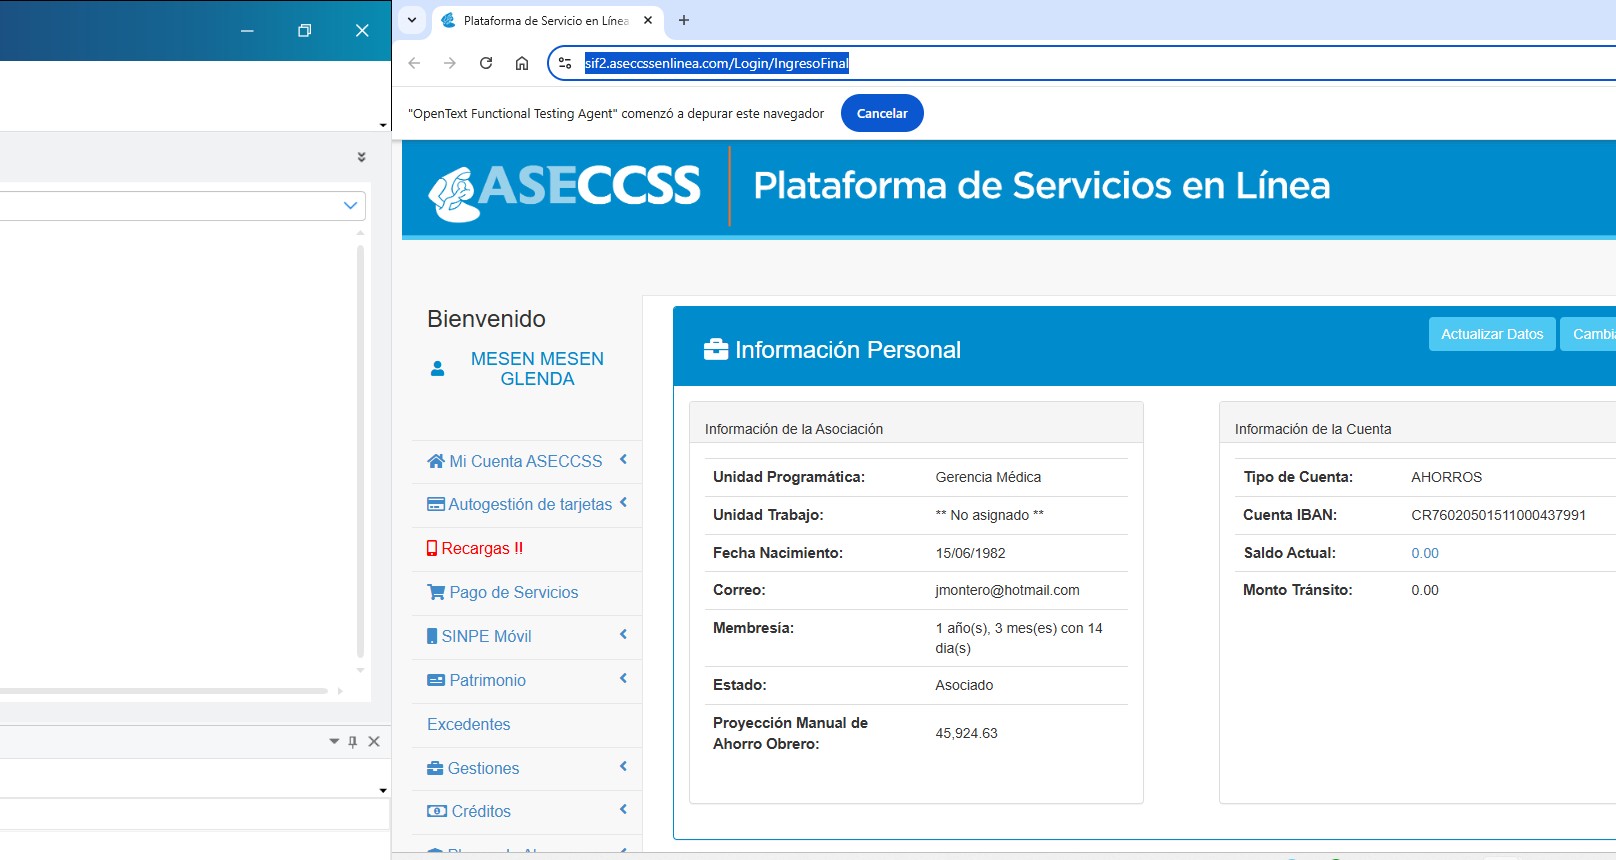 Plataforma de Servicio en Línea
sif2.aseccssenlinea.com/Login/IngresoFinal
"OpenText Functional Testing Agent" comenzó a depurar este navegador
Cancelar
ASECCSS
Plataforma de Servicios en Línea
Bienvenido
MESEN MESEN
GLENDA
Mi Cuenta ASECCSS
Autogestión de tarjetas
Recargas !!
Pago de Servicios
SINPE Móvil
Patrimonio
Excedentes
Gestiones
Créditos
Información Personal
Actualizar Datos
Información de la Asociación
Unidad Programática: Gerencia Médica
Unidad Trabajo: ** No asignado **
Fecha Nacimiento: 15/06/1982
Correo: jmontero@hotmail.com
Membresía: 1 año(s), 3 mes(es) con 14
dia(s)
Estado: Asociado
Proyección Manual de
Ahorro Obrero: 45,924.63
Información de la Cuenta
Tipo de Cuenta: AHORROS
Cuenta IBAN: CR76020501511000437991
Saldo Actual: 0.00
Monto Tránsito: 0.00